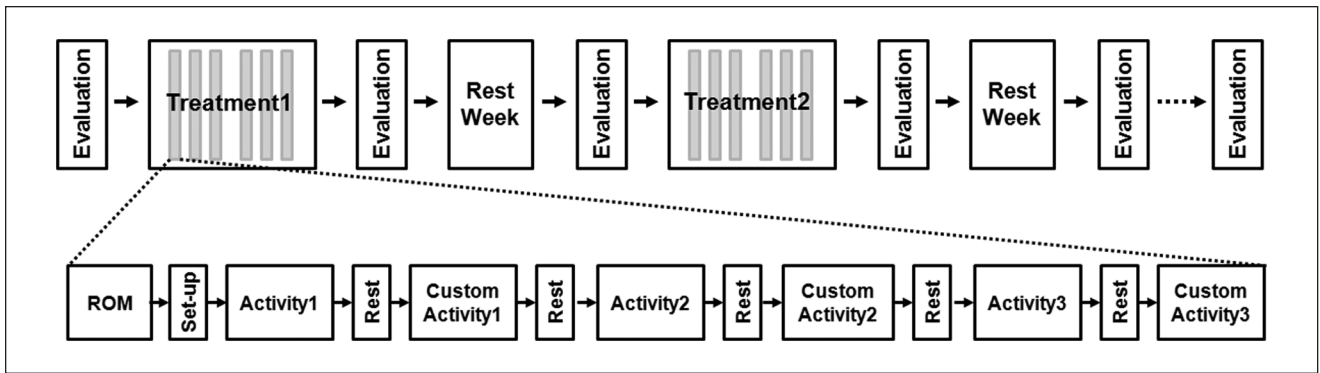 Evaluation
Treatment1
Evaluation
Rest
Week
Evaluation
Treatment2
Evaluation
Rest
Week
Evaluation
Evaluation
ROM
Set-up
Activity1
Rest
Custom
Activity1
Rest
Activity2
Rest
Custom
Activity2
Rest
Activity3
Rest
Custom
Activity3